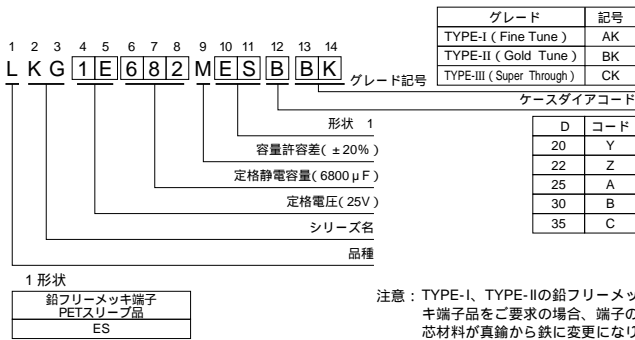 グレード 記号
TYPE-I ( Fine Tune ) AK
TYPE-II ( Gold Tune ) BK
TYPE-III ( Super Through ) CK
1 2 3 4 5 6 7 8 9 10 11 12 13 14
L K G 1 E 6 8 2 M E S B B K
グレード記号
ケースダイアコード
形状 1
容量許容差( ±20% )
定格静電容量( 6800μF )
定格電圧( 25V )
シリーズ名
品種
D コード
20 Y
22 Z
25 A
30 B
35 C
1 形状
鉛フリーメッキ端子
PETスリーブ品
ES
注意 : TYPE-I、TYPE-IIの鉛フリーメッ
キ端子品をご要求の場合、端子の
芯材料が真鍮から鉄に変更になり